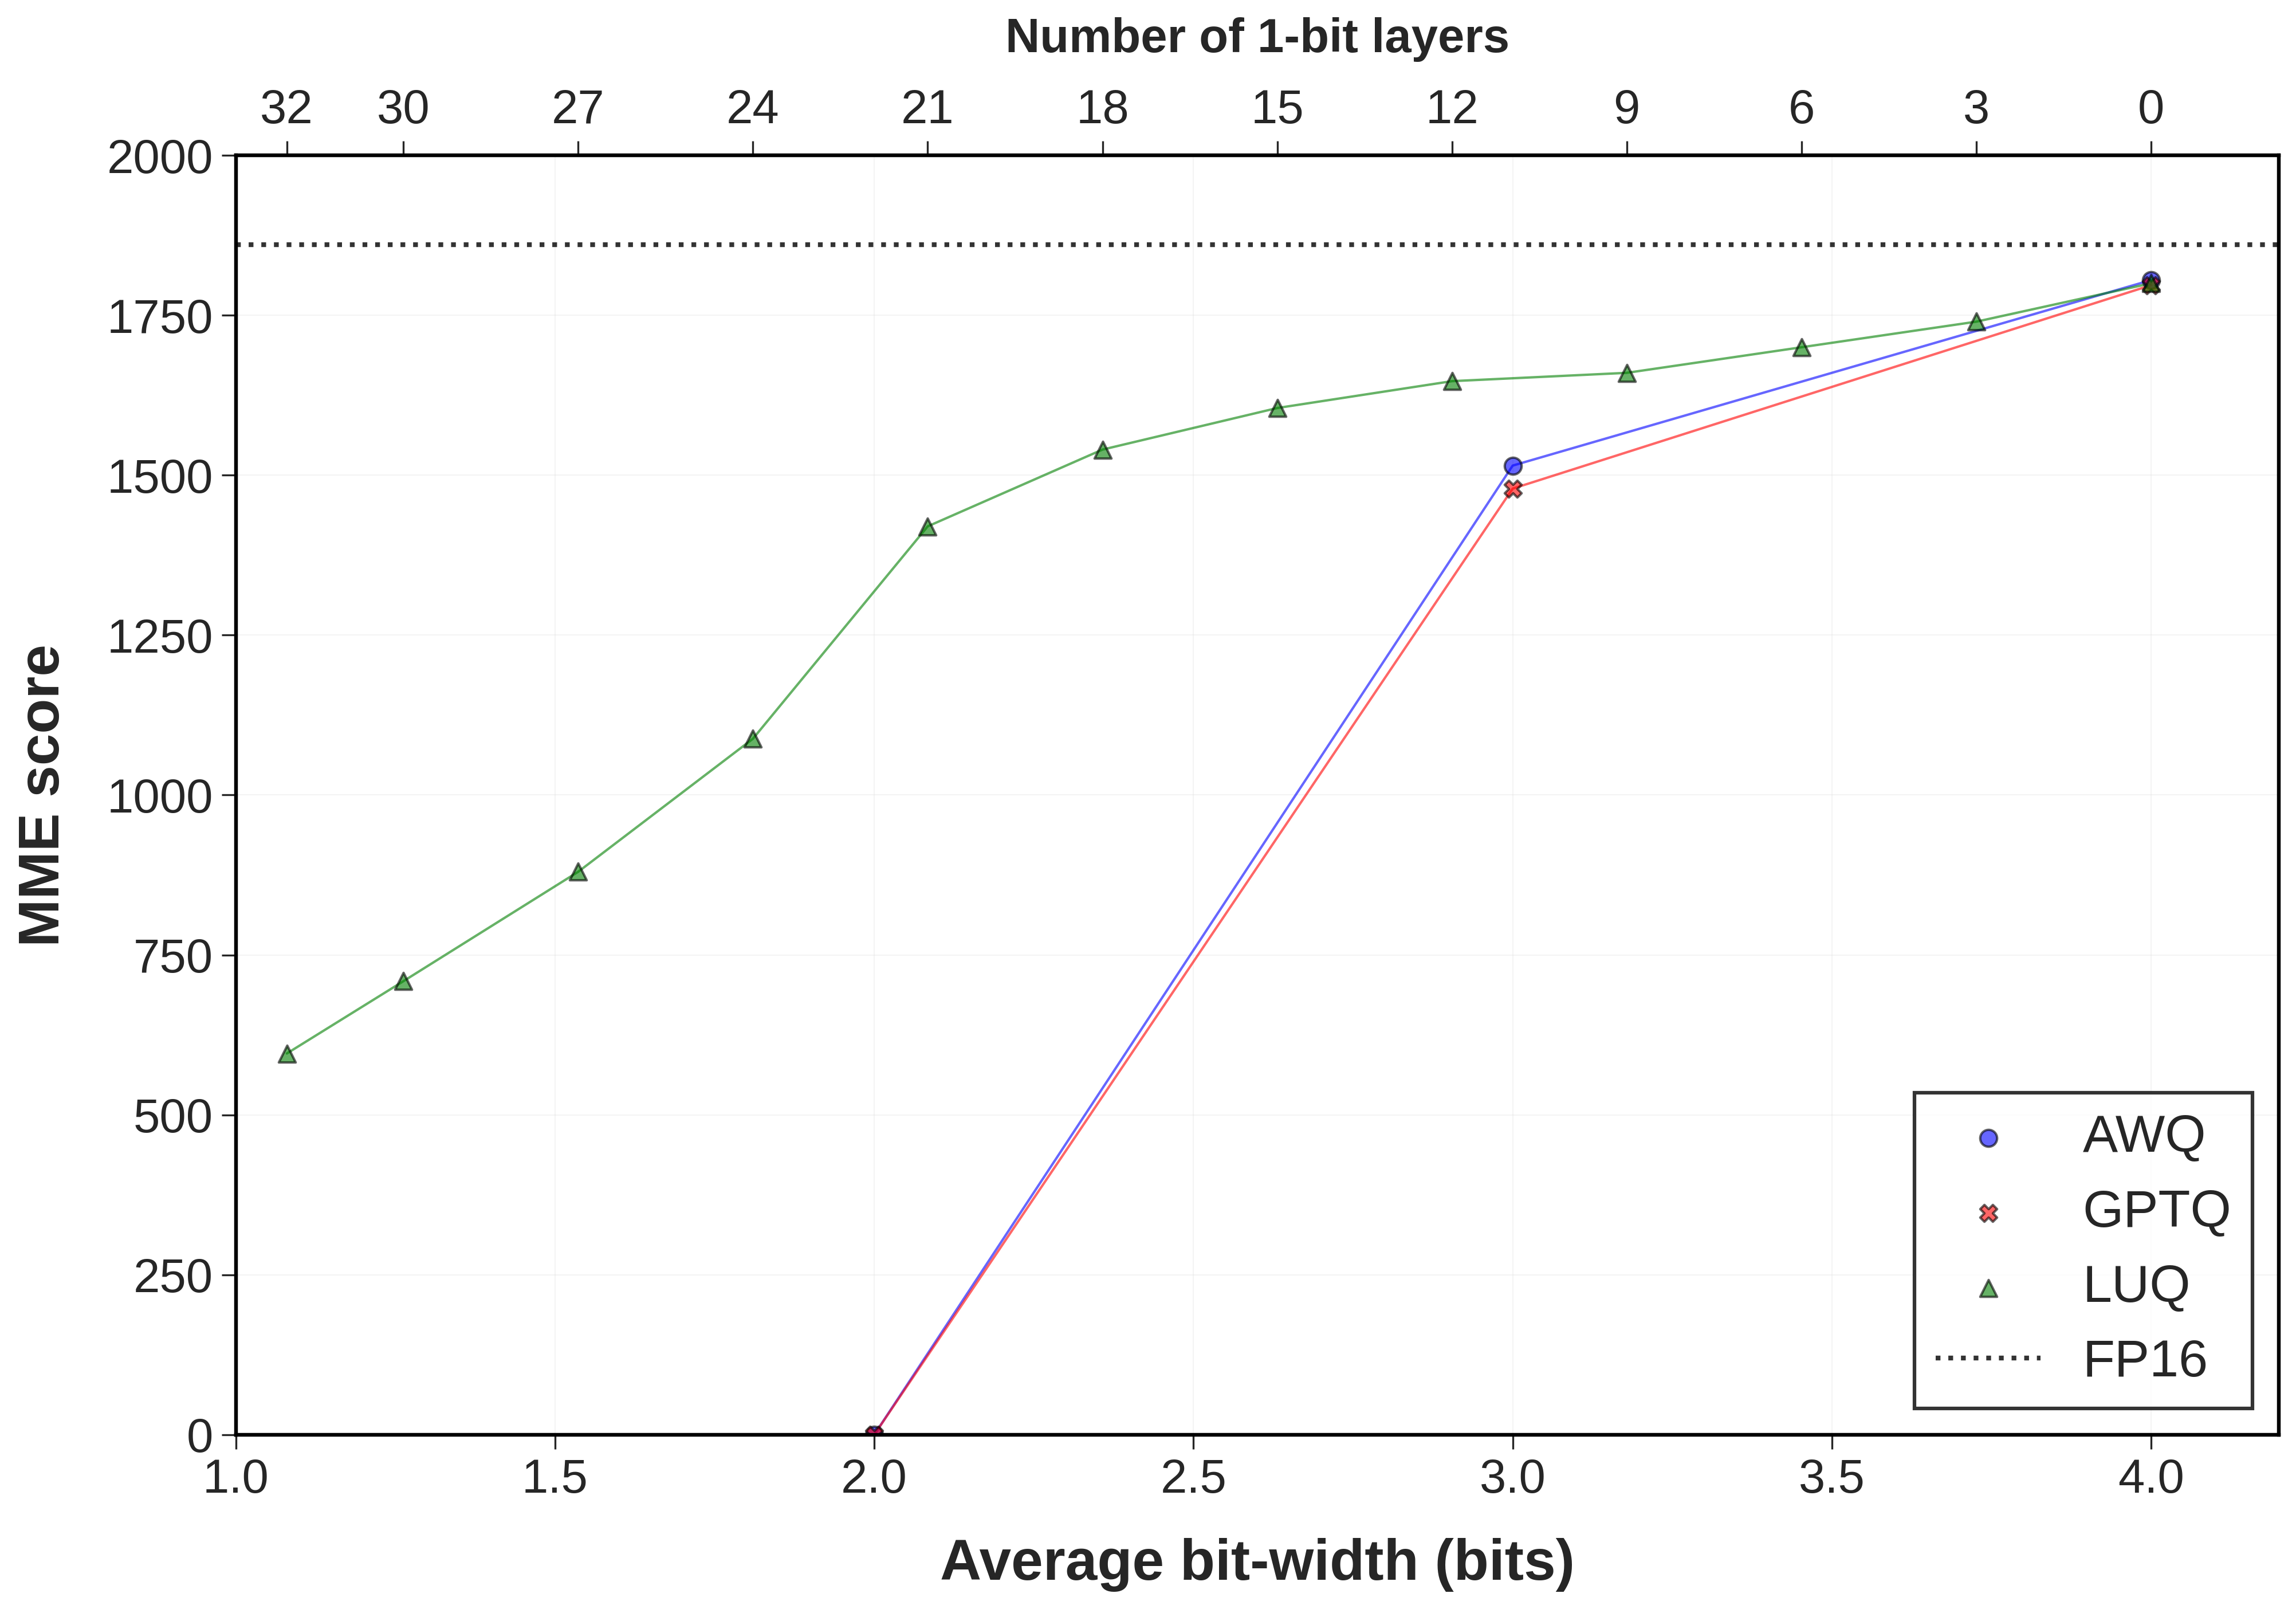 Number of 1-bit layers
32 30 27 24 21 18 15 12 9 6 3 0
2000
1750
1500
1250
1000
750
500
250
0
MME score
AWQ
GPTQ
LUQ
FP16
1.0 1.5 2.0 2.5 3.0 3.5 4.0
Average bit-width (bits)